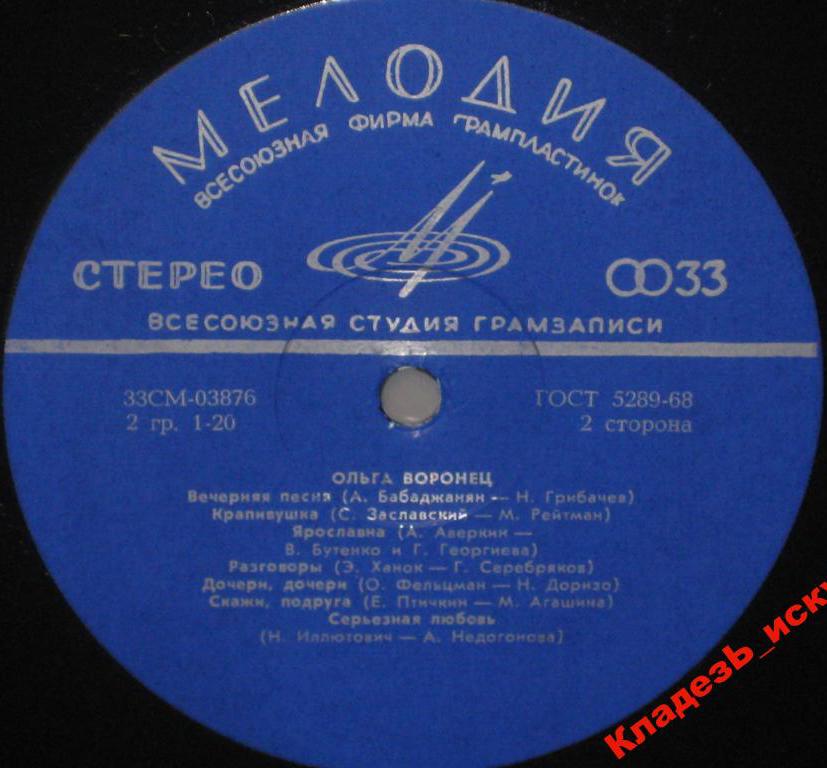 МЕЛОДИЯ
ВСЕСОЮЗНАЯ ФИРМА ГРАМПЛАСТИНОК
СТЕРЕО
33
ВСЕСОЮЗНАЯ СТУДИЯ ГРАМЗАПИСИ
33СМ-03876
ГОСТ 5289-68
2 гр. 1-20
2 сторона
ОЛЬГА ВОРОНЕЦ
Вечерняя песня (А. Бабаджанян — Н. Грибачев)
Крапивушка (С. Заславский — М. Рейтман)
Ярославна (А. Аверкин —
В. Бутенко и Г. Георгиева)
Разговоры (Э. Ханок — Г. Серебряков)
Дочери, дочери (О. Фельцман — Н. Доризо)
Скажи, подруга (Е. Птичкин — М. Агашина)
Серьезная любовь
(Н. Иллютович — А. Недогонова)
Кладезь_иску